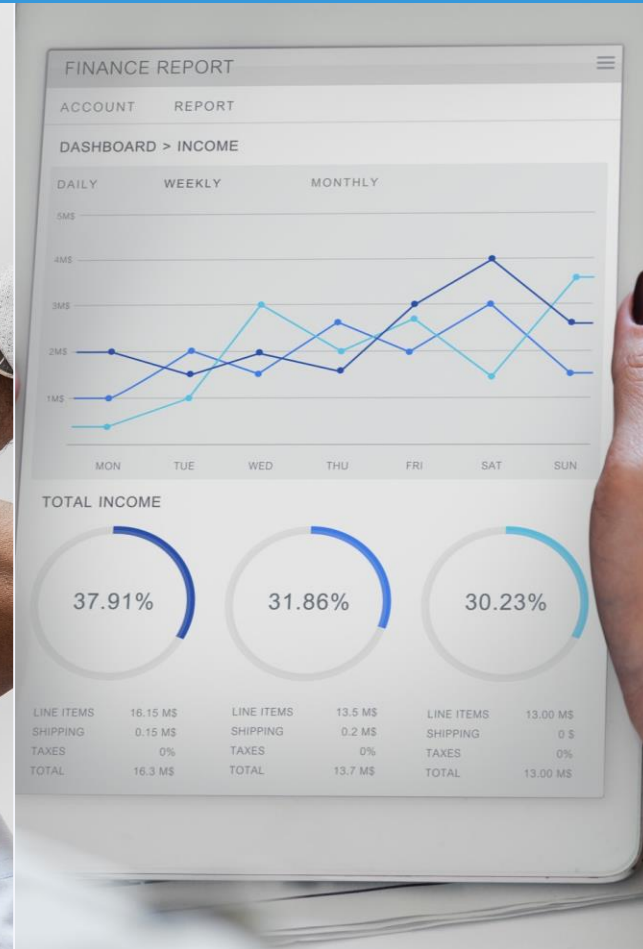 FINANCE REPORT
ACCOUNT REPORT
DASHBOARD > INCOME
DAILY WEEKLY MONTHLY
5M$
4M$
3M$
2M$
1M$
MON TUE WED THU FRI SAT SUN
TOTAL INCOME
37.91% 31.86% 30.23%
LINE ITEMS 16.15 M$ LINE ITEMS 13.5 M$ LINE ITEMS 13.00 M$
SHIPPING 0.15 M$ SHIPPING 0.2 M$ SHIPPING 0 $
TAXES 0% TAXES 0% TAXES 0%
TOTAL 16.3 M$ TOTAL 13.7 M$ TOTAL 13.00 M$